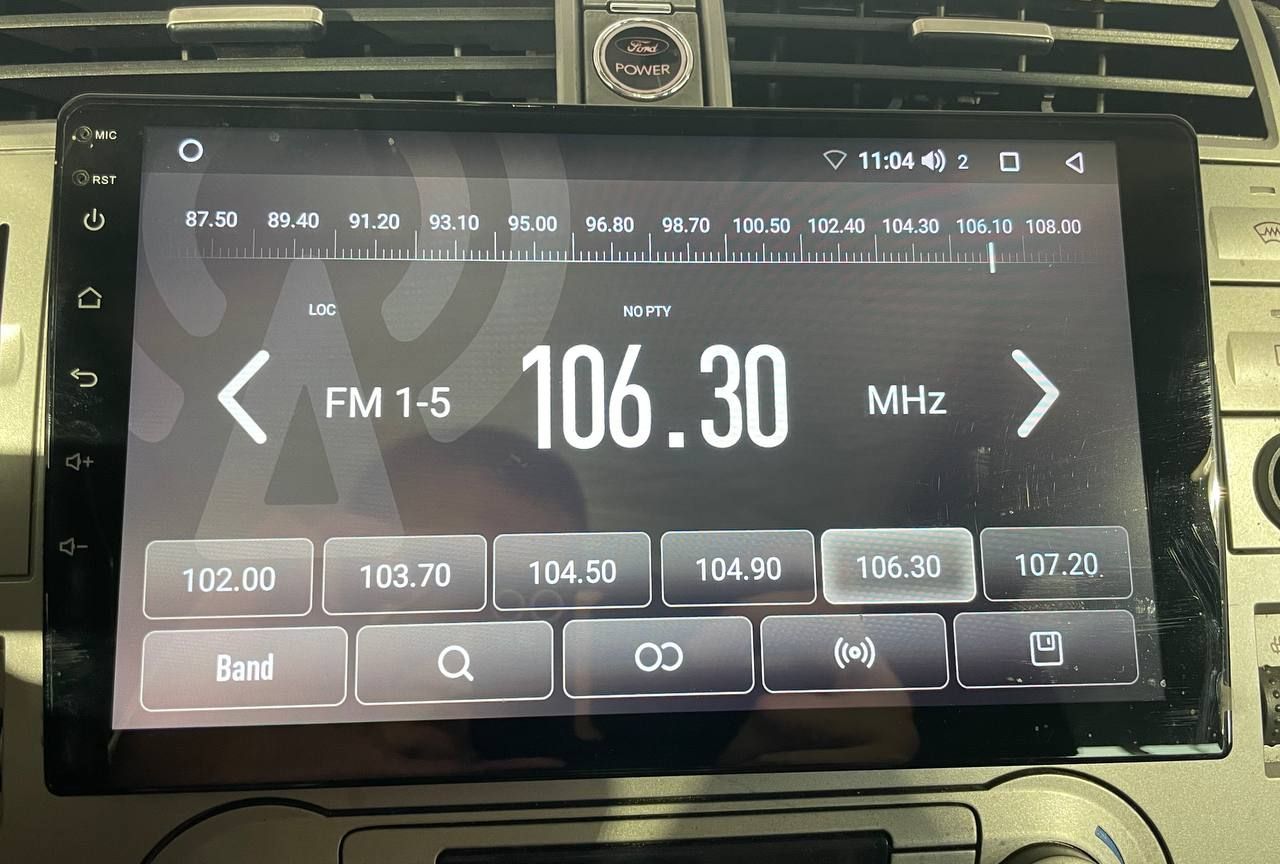 Ford
POWER
MIC
RST
11:04 2
87.50 89.40 91.20 93.10 95.00 96.80 98.70 100.50 102.40 104.30 106.10 108.00
LOC NO PTY
FM 1-5 106.30 MHz
102.00 103.70 104.50 104.90 106.30 107.20
Band